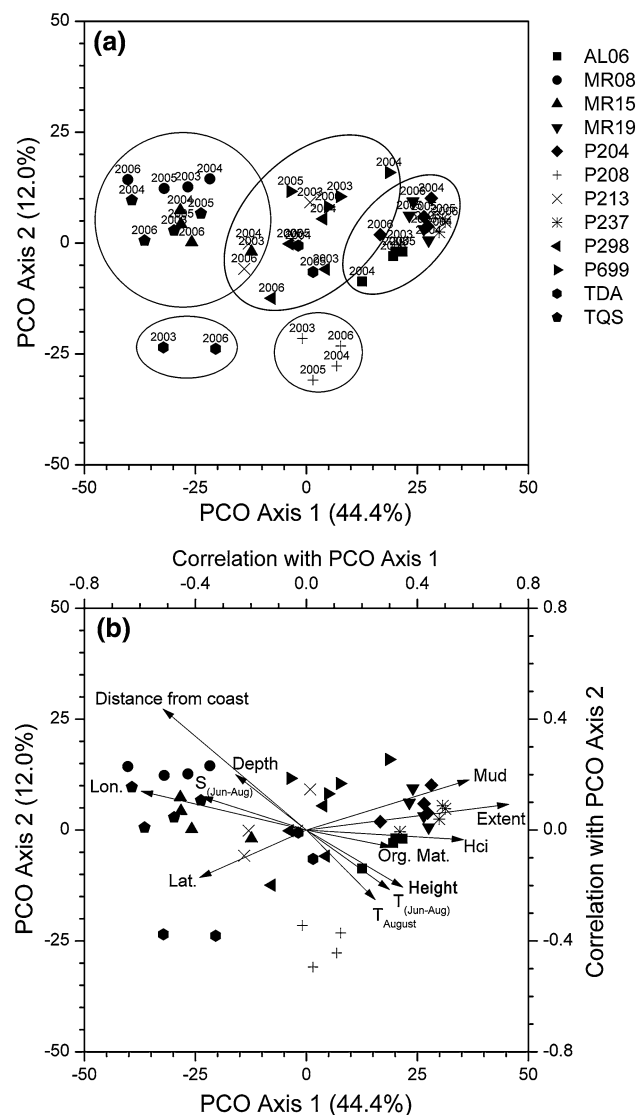 (a)
50
25
0
-25
-50
PCO Axis 2 (12.0%)
2006 2005 2003 2004
2004 2004 2005
2006 2006
2005 2003 2004
2003
2006
2004 2003
2006
2005
2003
2006
2003 2006
2005 2004
2004
2006
2004
2006
2004
2003 2006
-50 -25 0 25 50
PCO Axis 1 (44.4%)
AL06
MR08
MR15
MR19
P204
P208
P213
P237
P298
P699
TDA
TQS
Correlation with PCO Axis 1
-0.8 -0.4 0.0 0.4 0.8
(b)
50
25
0
-25
-50
PCO Axis 2 (12.0%)
0.8
0.4
0.0
-0.4
-0.8
Correlation with PCO Axis 2
Distance from coast
Depth
Lon.
S(Jun-Aug)
Mud
Extent
Hci
Org. Mat.
Lat.
Height
T(Jun-Aug)
TAugust
-50 -25 0 25 50
PCO Axis 1 (44.4%)